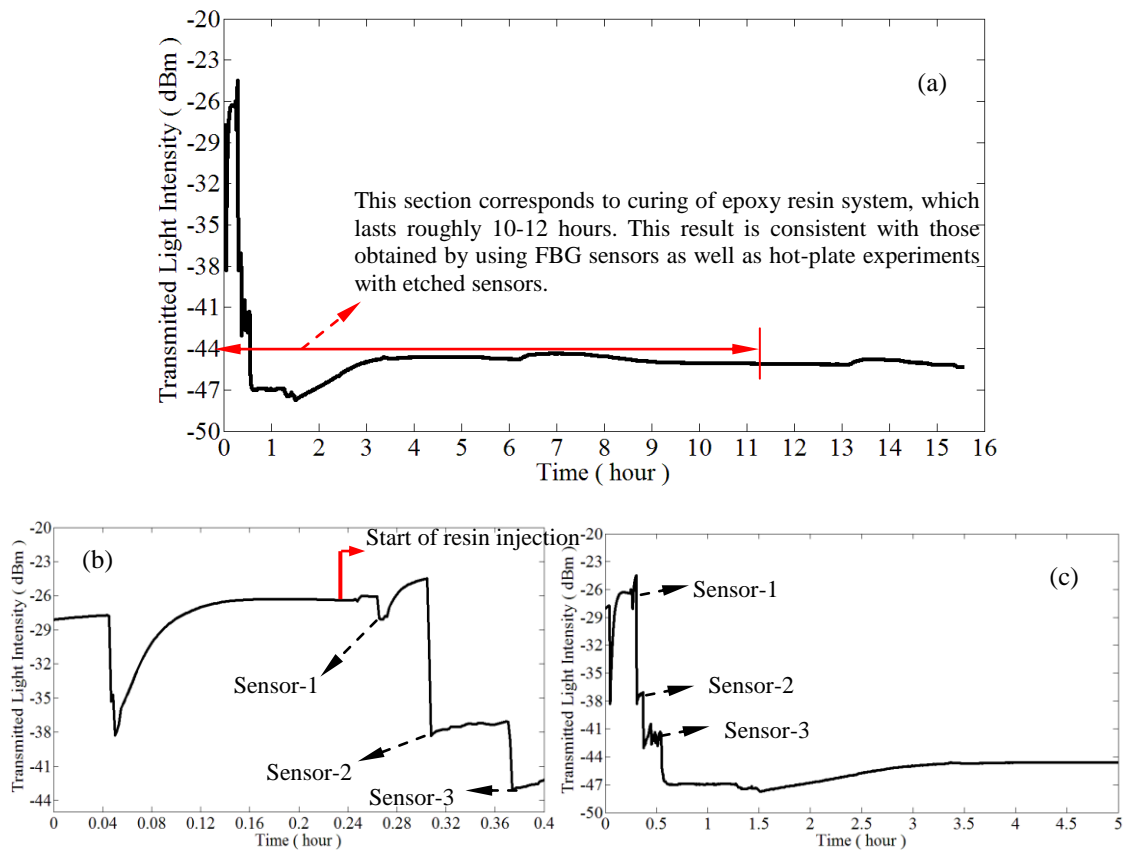 -20
-23
-26
-29
-32
-35
-38
-41
-44
-47
-50
Transmitted Light Intensity ( dBm )
(a)
This section corresponds to curing of epoxy resin system, which
lasts roughly 10-12 hours. This result is consistent with those
obtained by using FBG sensors as well as hot-plate experiments
with etched sensors.
0 1 2 3 4 5 6 7 8 9 10 11 12 13 14 15 16
Time ( hour )
-20
-23
-26
-29
-32
-35
-38
-41
-44
Transmitted Light Intensity ( dBm )
(b)
Start of resin injection
Sensor-1
Sensor-2
Sensor-3
0 0.04 0.08 0.12 0.16 0.20 0.24 0.28 0.32 0.36 0.4
Time ( hour )
-20
-23
-26
-29
-32
-35
-38
-41
-44
-47
-50
Transmitted Light Intensity ( dBm )
(c)
Sensor-1
Sensor-2
Sensor-3
0 0.5 1 1.5 2 2.5 3 3.5 4 4.5 5
Time ( hour )